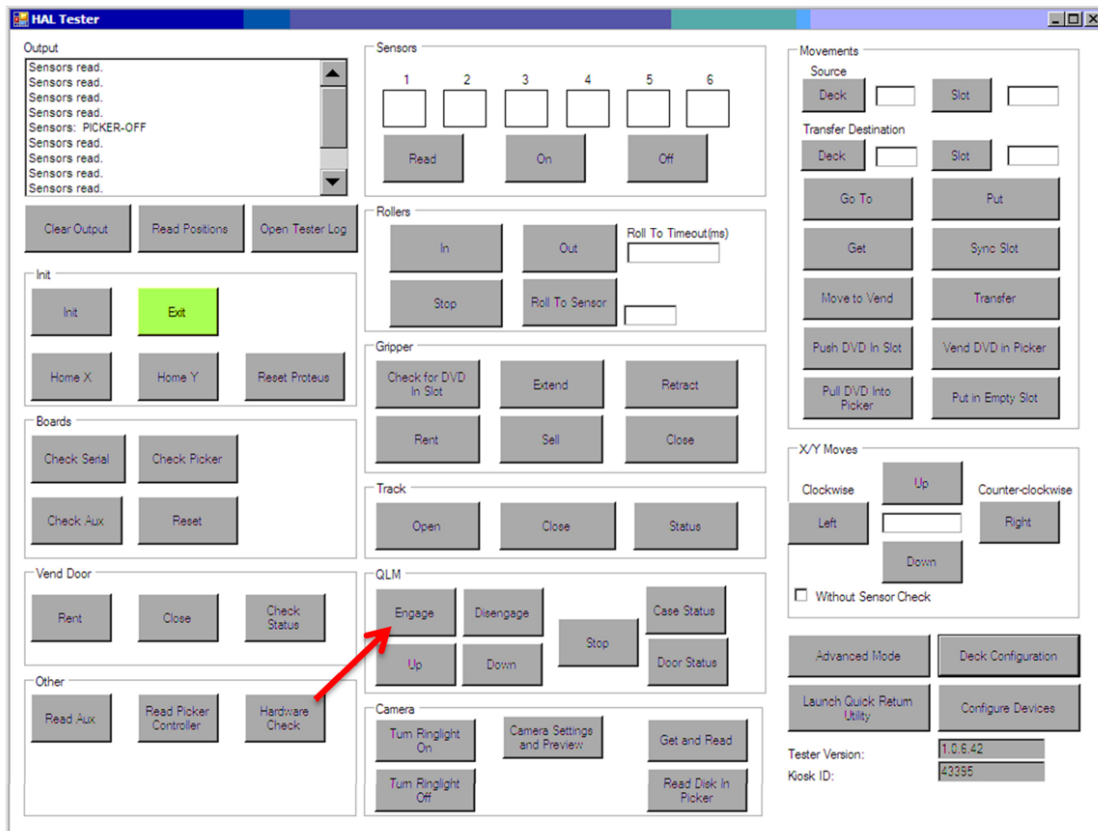 HAL Tester
Output
Sensors read.
Sensors read.
Sensors read.
Sensors read.
Sensors: PICKER-OFF
Sensors read.
Sensors read.
Sensors read.
Sensors read.
Clear Output
Read Positions
Open Tester Log
Init
Init
Exit
Home X
Home Y
Reset Proteus
Boards
Check Serial
Check Picker
Check Aux
Reset
Vend Door
Rent
Close
Check
Status
Other
Read Aux
Read Picker
Controller
Hardware
Check
Sensors
1 2 3 4 5 6
Read
On
Off
Rollers
In
Out
Roll To Timeout(ms)
Stop
Roll To Sensor
Gripper
Check for DVD
In Slot
Extend
Retract
Rent
Sell
Close
Track
Open
Close
Status
QLM
Engage
Disengage
Stop
Case Status
Up
Down
Door Status
Camera
Turn Ringlight
On
Camera Settings
and Preview
Get and Read
Turn Ringlight
Off
Read Disk In
Picker
Movements
Source
Deck
Slot
Transfer Destination
Deck
Slot
Go To
Put
Get
Sync Slot
Move to Vend
Transfer
Push DVD In Slot
Vend DVD in Picker
Pull DVD Into
Picker
Put in Empty Slot
X/Y Moves
Up
Clockwise
Counter-clockwise
Left
Right
Down
Without Sensor Check
Advanced Mode
Deck Configuration
Launch Quick Return
Utility
Configure Devices
Tester Version:
1.0.6.42
Kiosk ID:
43395